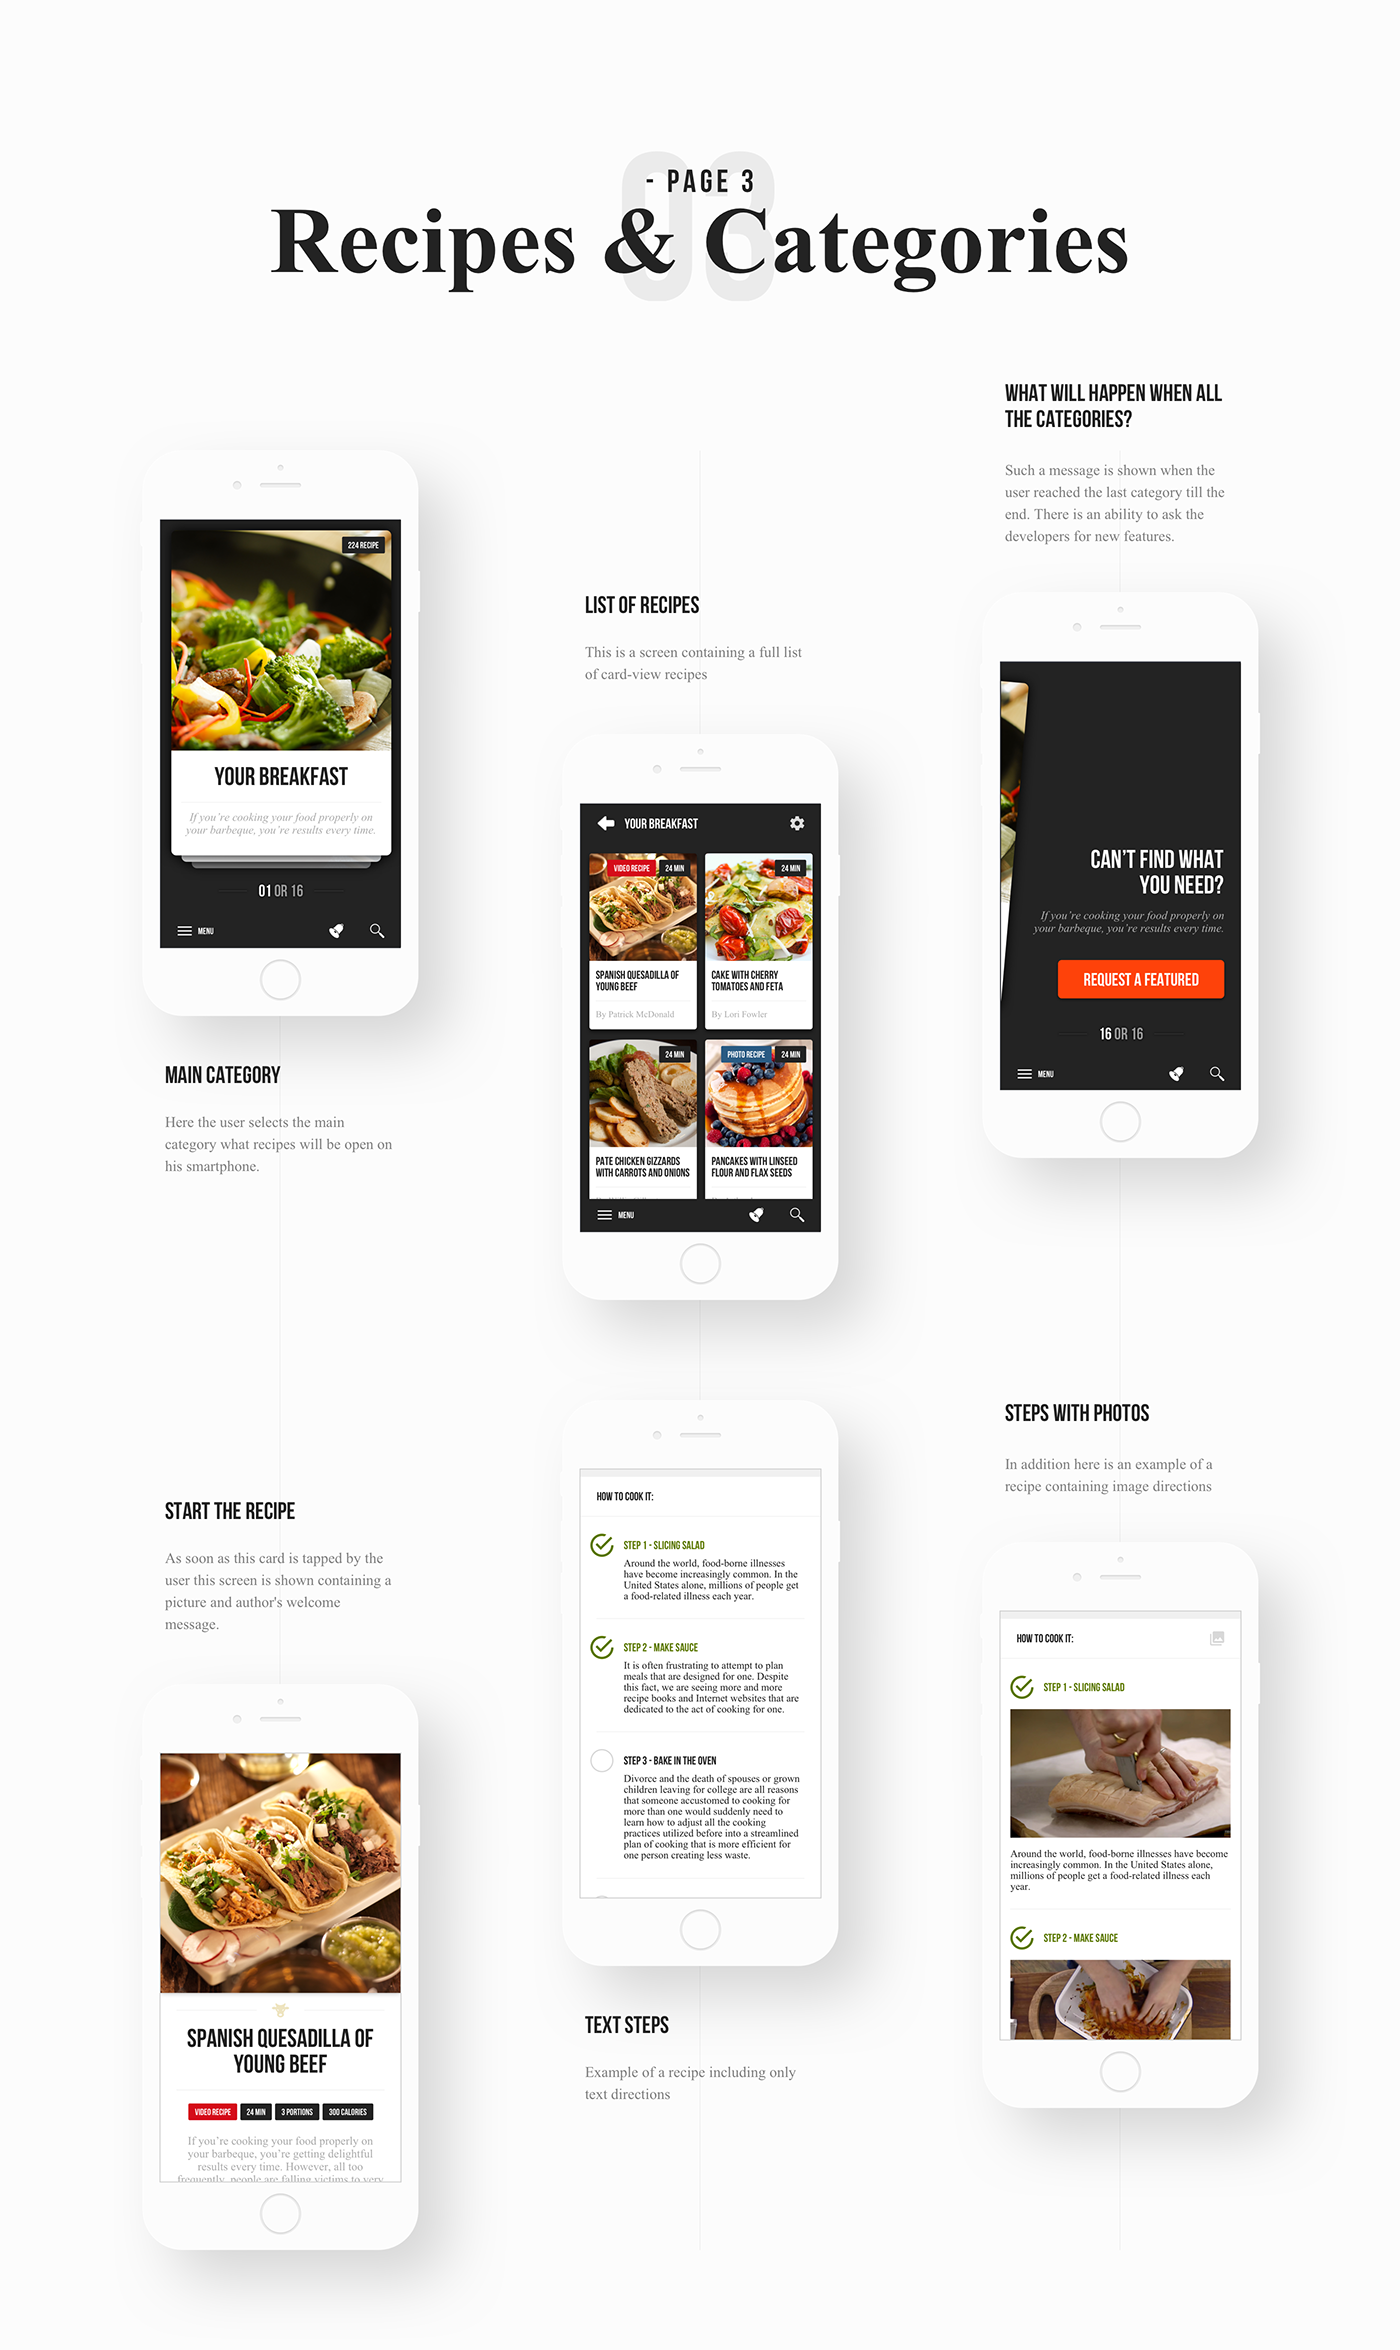 03
- PAGE 3
Recipes & Categories
224 RECIPE
YOUR BREAKFAST
If you're cooking your food properly on
your barbeque, you're results every time.
01 OR 16
MENU
MAIN CATEGORY
Here the user selects the main
category what recipes will be open on
his smartphone.
LIST OF RECIPES
This is a screen containing a full list
of card-view recipes
YOUR BREAKFAST
VIDEO RECIPE
24 MIN
SPANISH QUESADILLA OF
YOUNG BEEF
By Patrick McDonald
24 MIN
CAKE WITH CHERRY
TOMATOES AND FETA
By Lori Fowler
24 MIN
PATE CHICKEN GIZZARDS
WITH CARROTS AND ONIONS
PHOTO RECIPE
24 MIN
PANCAKES WITH LINSEED
FLOUR AND FLAX SEEDS
MENU
WHAT WILL HAPPEN WHEN ALL
THE CATEGORIES?
Such a message is shown when the
user reached the last category till the
end. There is an ability to ask the
developers for new features.
CAN'T FIND WHAT
YOU NEED?
If you're cooking your food properly on
your barbeque, you're results every time.
REQUEST A FEATURED
16 OR 16
MENU
START THE RECIPE
As soon as this card is tapped by the
user this screen is shown containing a
picture and author's welcome
message.
SPANISH QUESADILLA OF
YOUNG BEEF
VIDEO RECIPE
24 MIN
3 PORTIONS
300 CALORIES
If you're cooking your food properly on
your barbeque, you're getting delightful
results every time. However, all too
frequently, people are falling victims to very
HOW TO COOK IT:
STEP 1 - SLICING SALAD
Around the world, food-borne illnesses
have become increasingly common. In the
United States alone, millions of people get
a food-related illness each year.
STEP 2 - MAKE SAUCE
It is often frustrating to attempt to plan
meals that are designed for one. Despite
this fact, we are seeing more and more
recipe books and Internet websites that are
dedicated to the act of cooking for one.
STEP 3 - BAKE IN THE OVEN
Divorce and the death of spouses or grown
children leaving for college are all reasons
that someone accustomed to cooking for
more than one would suddenly need to
learn how to adjust all the cooking
practices utilized before into a streamlined
plan of cooking that is more efficient for
one person creating less waste.
TEXT STEPS
Example of a recipe including only
text directions
STEPS WITH PHOTOS
In addition here is an example of a
recipe containing image directions
HOW TO COOK IT:
STEP 1 - SLICING SALAD
Around the world, food-borne illnesses have become
increasingly common. In the United States alone,
millions of people get a food-related illness each
year.
STEP 2 - MAKE SAUCE